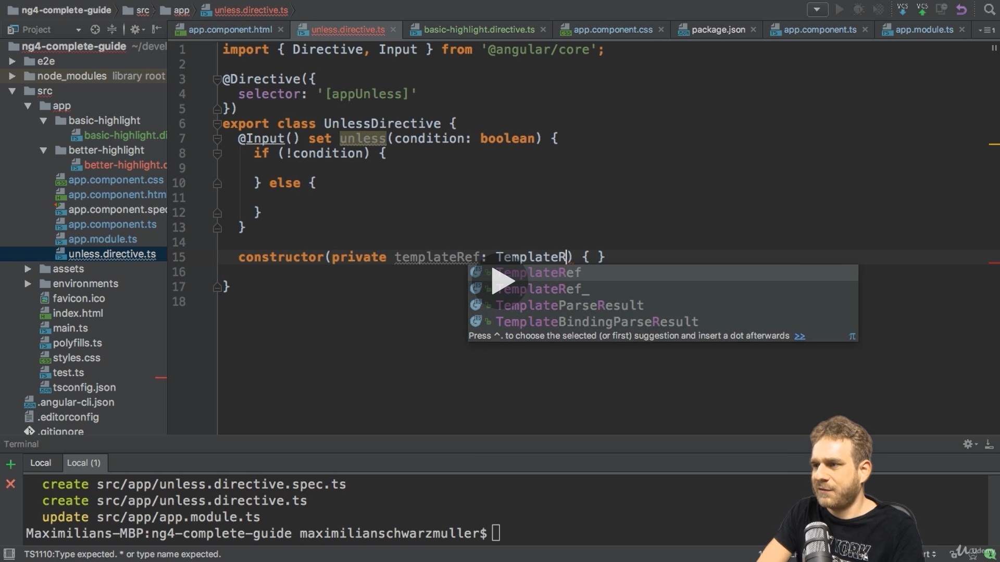 ng4-complete-guide src app unless.directive.ts
VCS VCS
Project
app.component.html unless.directive.ts basic-highlight.directive.ts app.component.css package.json app.component.ts app.module.ts
ng4-complete-guide ~/devel
e2e
node_modules library root
src
app
basic-highlight
basic-highlight.di
better-highlight
better-highlight.c
app.component.css
app.component.htm
app.component.spec
app.component.ts
app.module.ts
unless.directive.ts
assets
environments
favicon.ico
index.html
main.ts
polyfills.ts
styles.css
test.ts
tsconfig.json
.angular-cli.json
.editorconfig
.gitignore
1 import { Directive, Input } from '@angular/core';
2
3 @Directive({
4 selector: '[appUnless]'
5 })
6 export class UnlessDirective {
7 @Input() set unless(condition: boolean) {
8 if (!condition) {
9
10 } else {
11
12 }
13 }
14
15 constructor(private templateRef: TemplateR) { }
16
17 }
18
TemplateRef
TemplateRef_
TemplateParseResult
TemplateBindingParseResult
Press ^. to choose the selected (or first) suggestion and insert a dot afterwards >> π
Terminal
Local Local (1)
create src/app/unless.directive.spec.ts
create src/app/unless.directive.ts
update src/app/app.module.ts
Maximilians-MBP:ng4-complete-guide maximilianschwarzmuller$
TS1110:Type expected. * or type name expected.
YORK
Udemy